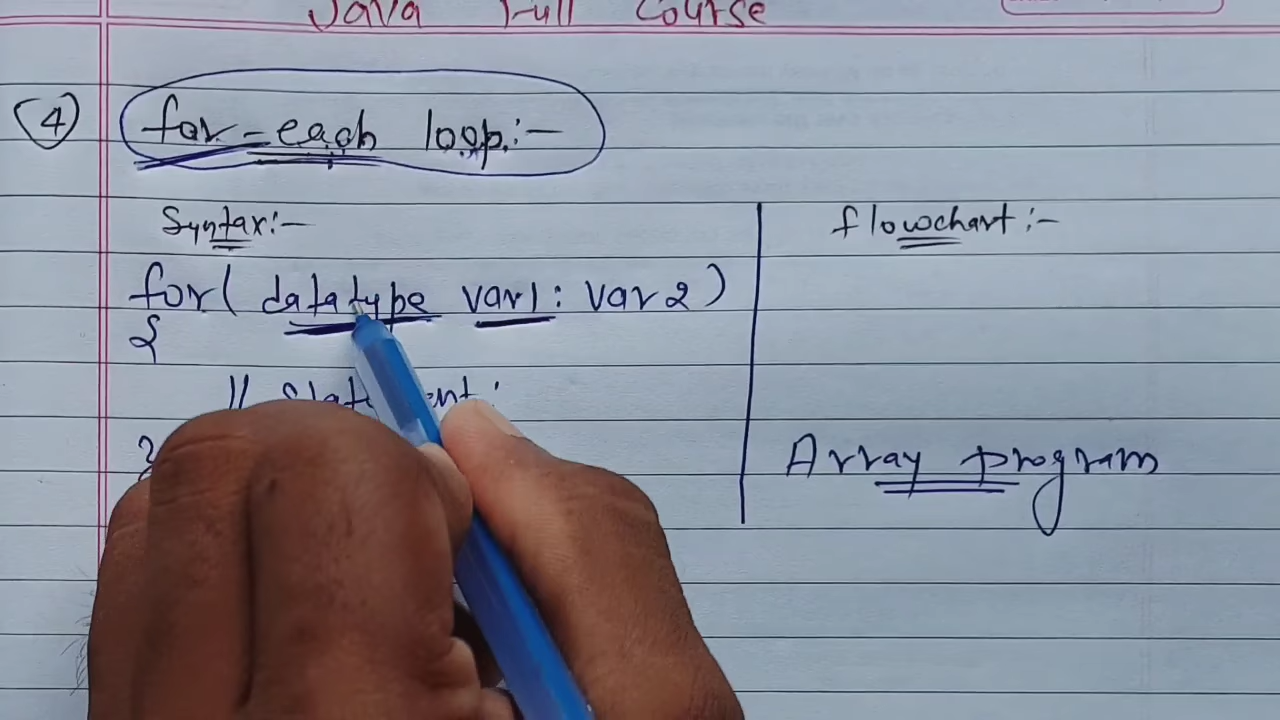 Java Full Course
4 for-each loop:-
Syntax:-
flowchart:-
for( datatype var1 : var2 )
{
//
}
Array program